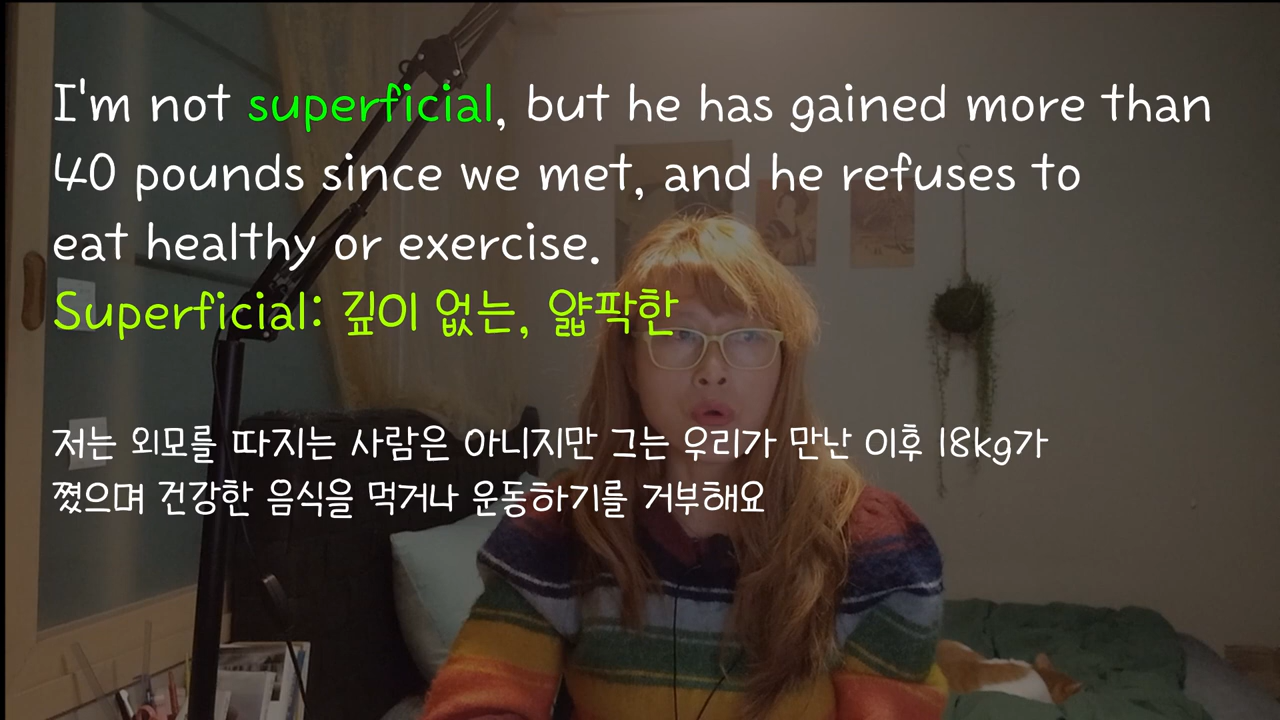 I'm not superficial, but he has gained more than
40 pounds since we met, and he refuses to
eat healthy or exercise.
Superficial: 깊이 없는, 얇팍한
저는 외모를 따지는 사람은 아니지만 그는 우리가 만난 이후 18kg가
쪘으며 건강한 음식을 먹거나 운동하기를 거부해요